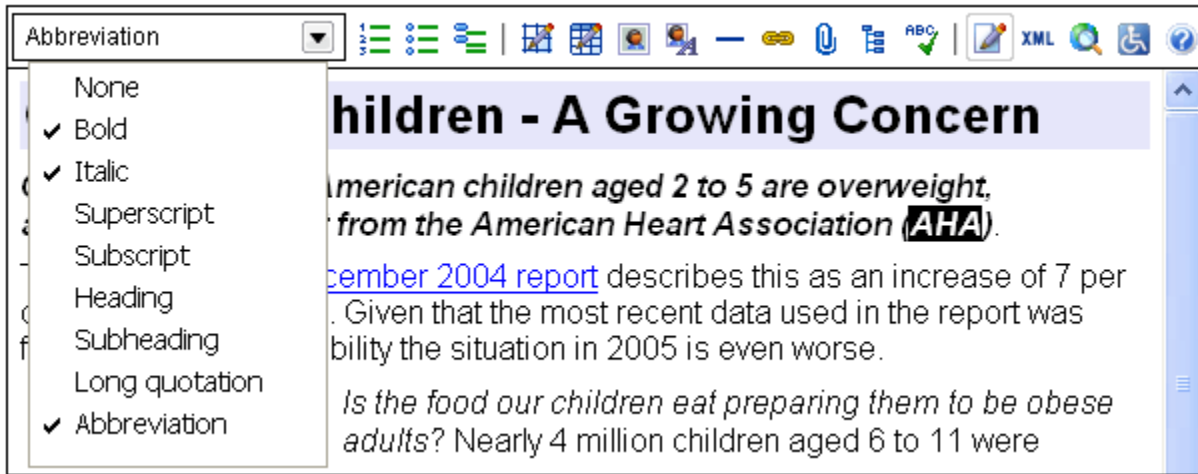 Abbreviation ABC XML
None
Bold
Italic
Superscript
Subscript
Heading
Subheading
Long quotation
Abbreviation
hildren - A Growing Concern
American children aged 2 to 5 are overweight,
from the American Heart Association (AHA).
cember 2004 report describes this as an increase of 7 per
. Given that the most recent data used in the report was
bility the situation in 2005 is even worse.
Is the food our children eat preparing them to be obese
adults? Nearly 4 million children aged 6 to 11 were